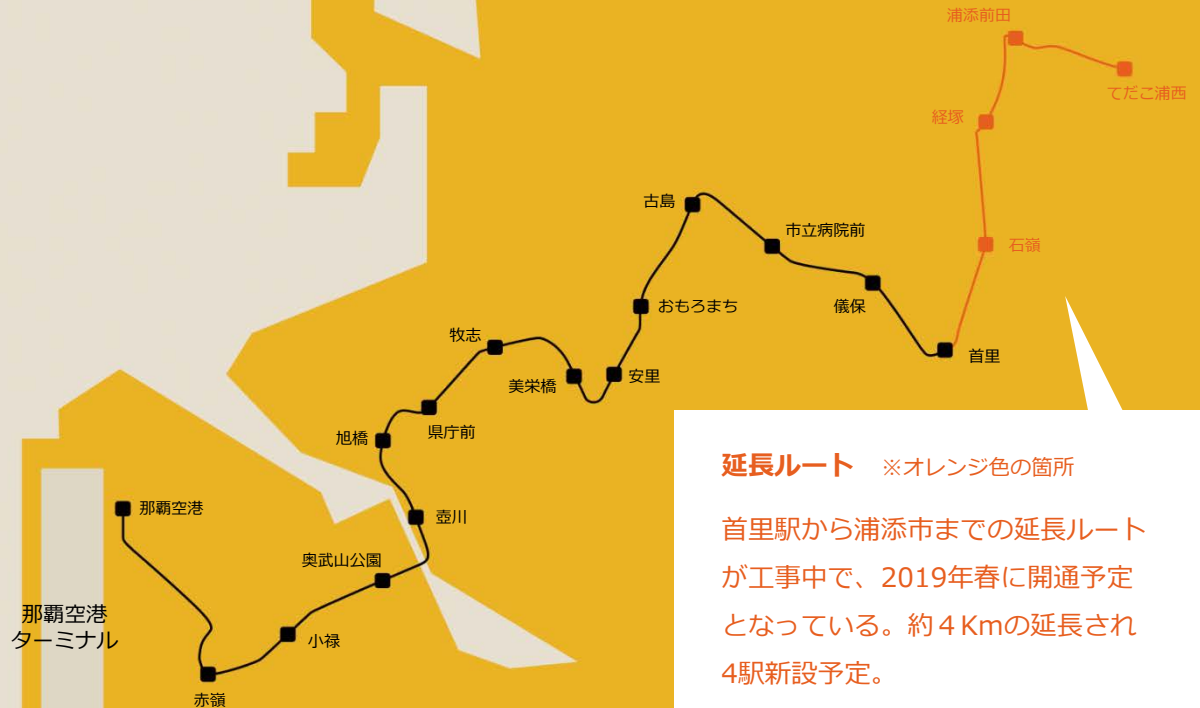 浦添前田
てだこ浦西
経塚
古島
市立病院前
石嶺
おもろまち
儀保
牧志
首里
美栄橋
安里
旭橋
県庁前
那覇空港
壺川
奥武山公園
那覇空港
ターミナル
小禄
赤嶺
延長ルート ※オレンジ色の箇所
首里駅から浦添市までの延長ルート
が工事中で、2019年春に開通予定
となっている。約４Kmの延長され
4駅新設予定。